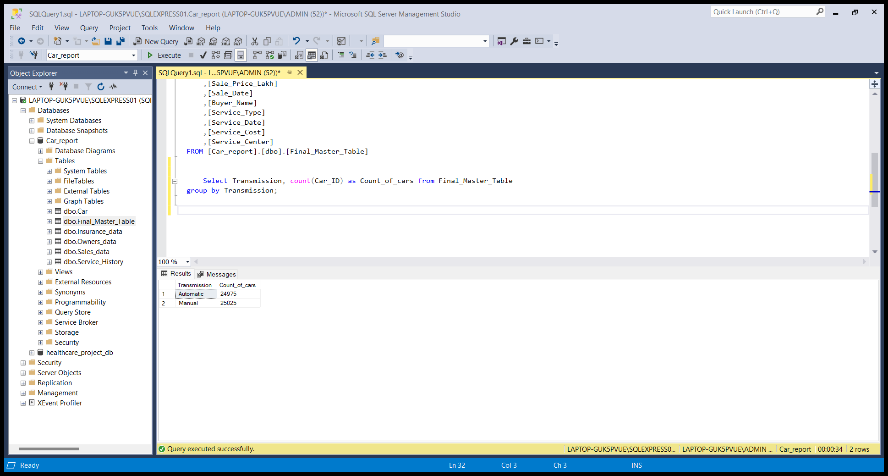 SQLQuery1.sql - LAPTOP-GUK5PVUE\SQLEXPRESS01.Car_report (LAPTOP-GUK5PVUE\ADMIN (52))* - Microsoft SQL Server Management Studio
Quick Launch (Ctrl+Q)
File Edit View Query Project Tools Window Help
New Query
Car_report
Execute
Object Explorer
SQLQuery1.sql - l...5PVUE\ADMIN (52))*
Connect
LAPTOP-GUK5PVUE\SQLEXPRESS01 (SQL
Databases
System Databases
Database Snapshots
Car_report
Database Diagrams
Tables
System Tables
FileTables
External Tables
Graph Tables
dbo.Car
dbo.Final_Master_Table
dbo.Insurance_data
dbo.Owners_data
dbo.Sales_data
dbo.Service_History
Views
External Resources
Synonyms
Programmability
Query Store
Service Broker
Storage
Security
healthcare_project_db
Security
Server Objects
Replication
Management
XEvent Profiler
,[Sale_Price_Lakh]
,[Sale_Date]
,[Buyer_Name]
,[Service_Type]
,[Service_Date]
,[Service_Cost]
,[Service_Center]
FROM [Car_report].[dbo].[Final_Master_Table]
Select Transmission, count(Car_ID) as Count_of_cars from Final_Master_Table
group by Transmission;
100 %
Results Messages
Transmission Count_of_cars
1 Automatic 24975
2 Manual 25025
Query executed successfully.
LAPTOP-GUK5PVUE\SQLEXPRESS0... LAPTOP-GUK5PVUE\ADMIN ... Car_report 00:00:34 2 rows
Ready Ln 32 Col 3 Ch 3 INS